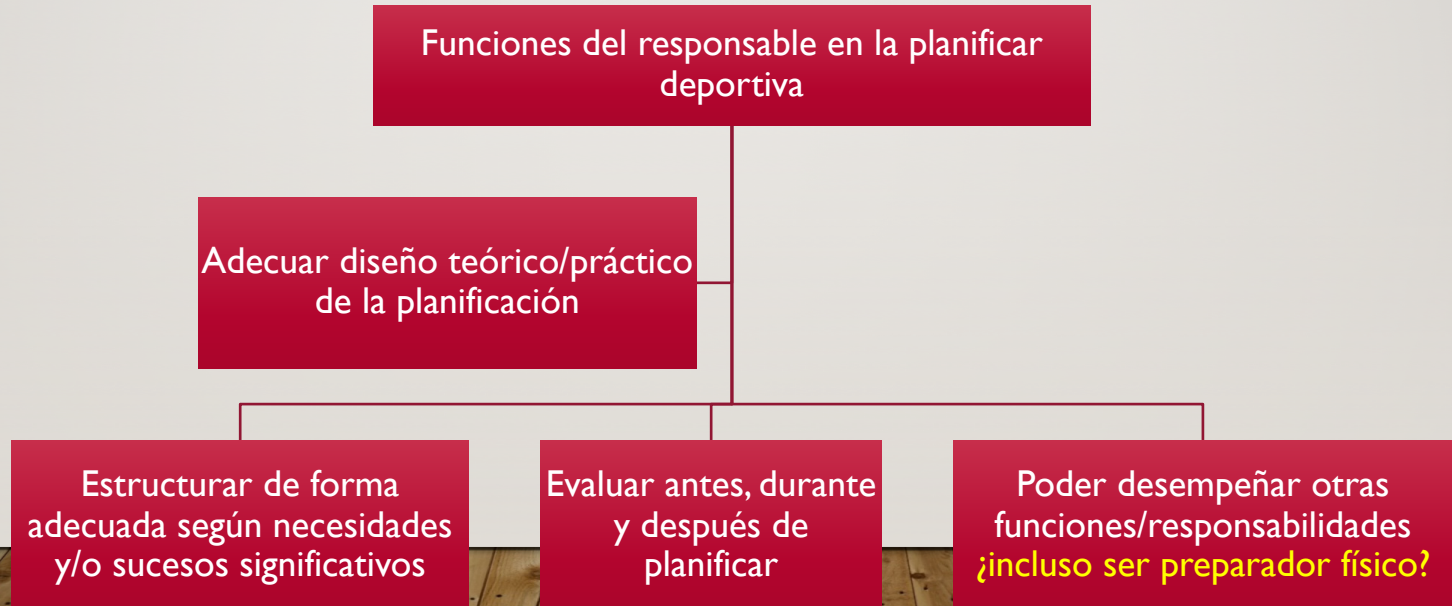 Funciones del responsable en la planificar
deportiva
Adecuar diseño teórico/práctico
de la planificación
Estructurar de forma
adecuada según necesidades
y/o sucesos significativos
Evaluar antes, durante
y después de
planificar
Poder desempeñar otras
funciones/responsabilidades
¿incluso ser preparador físico?